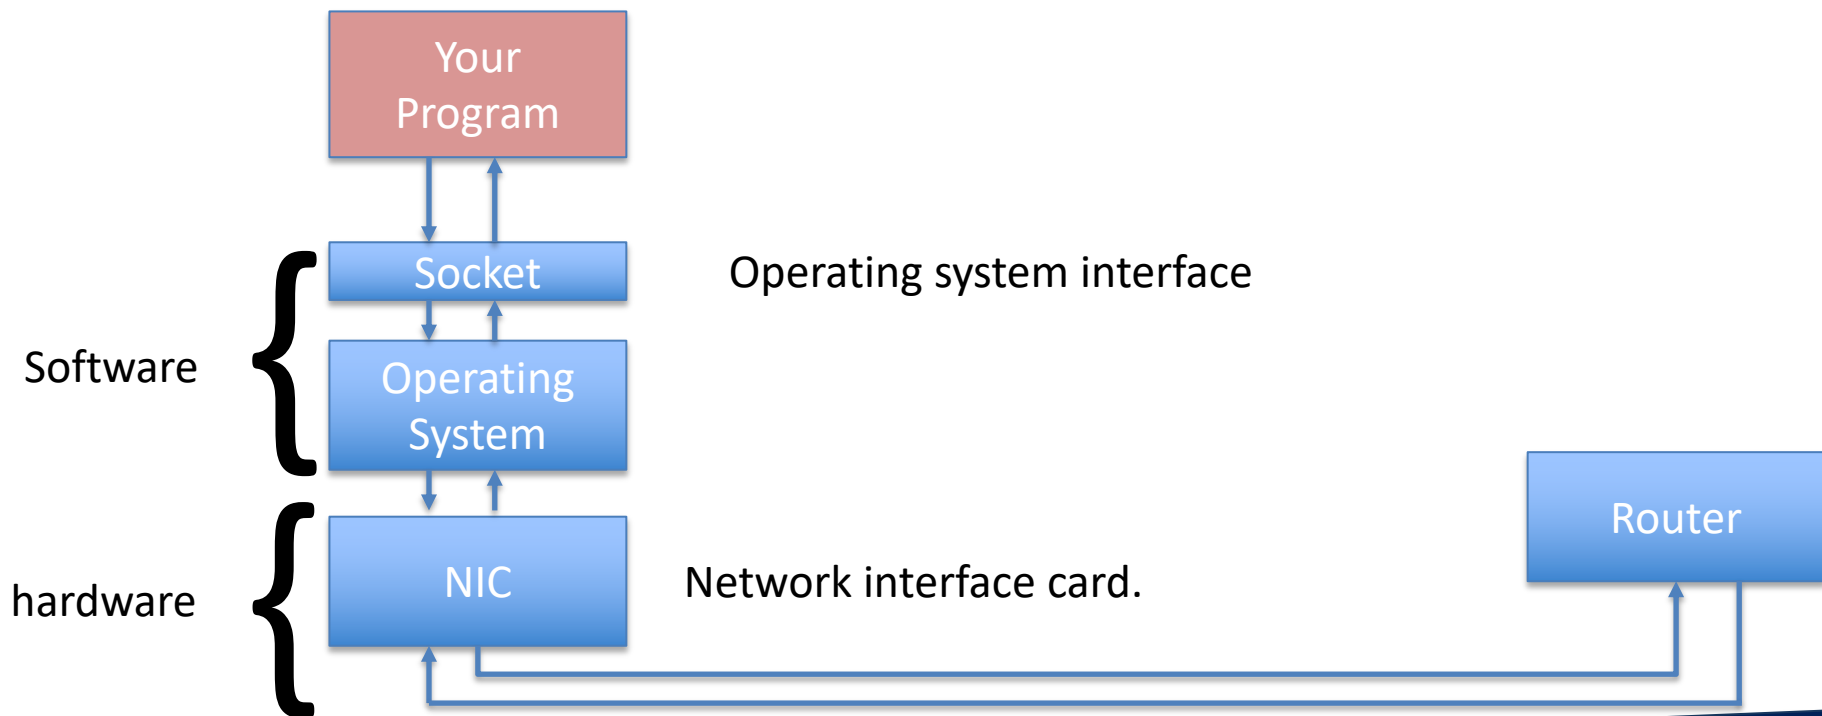 Your
Program
Socket
Operating system interface
Software
Operating
System
Router
NIC
Network interface card.
hardware